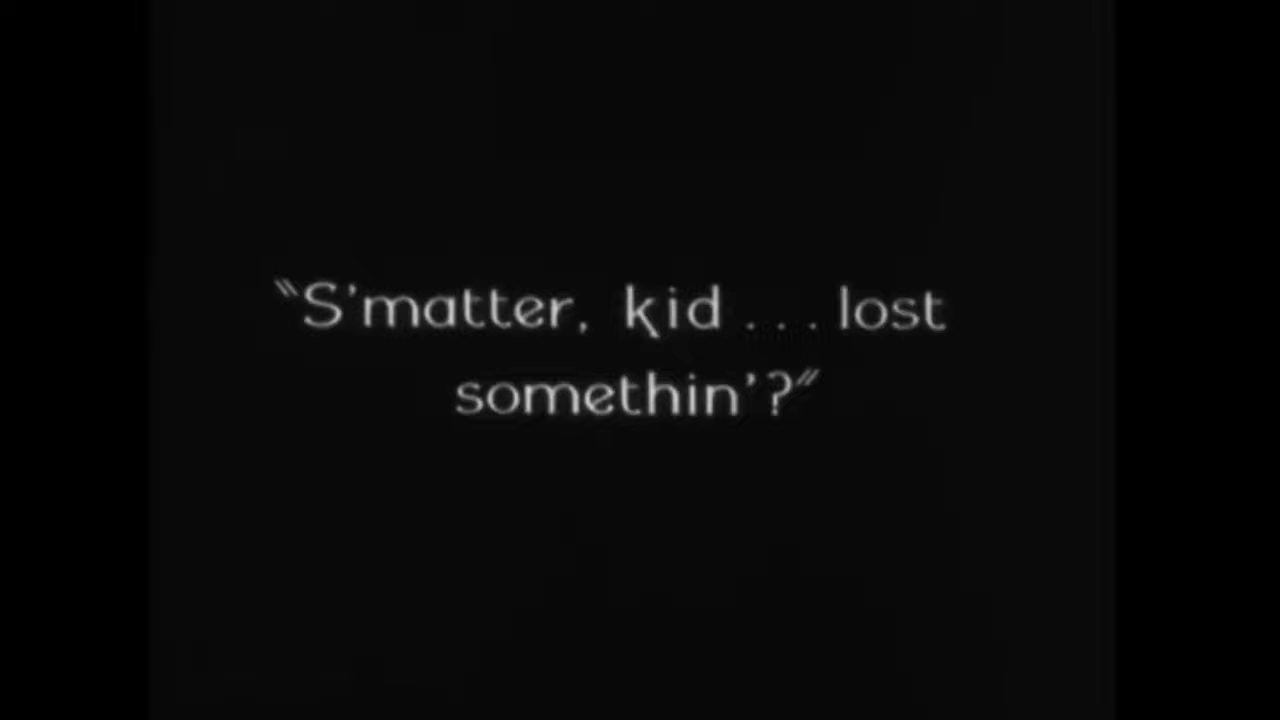 "S'matter, kid . . . lost
somethin'?"